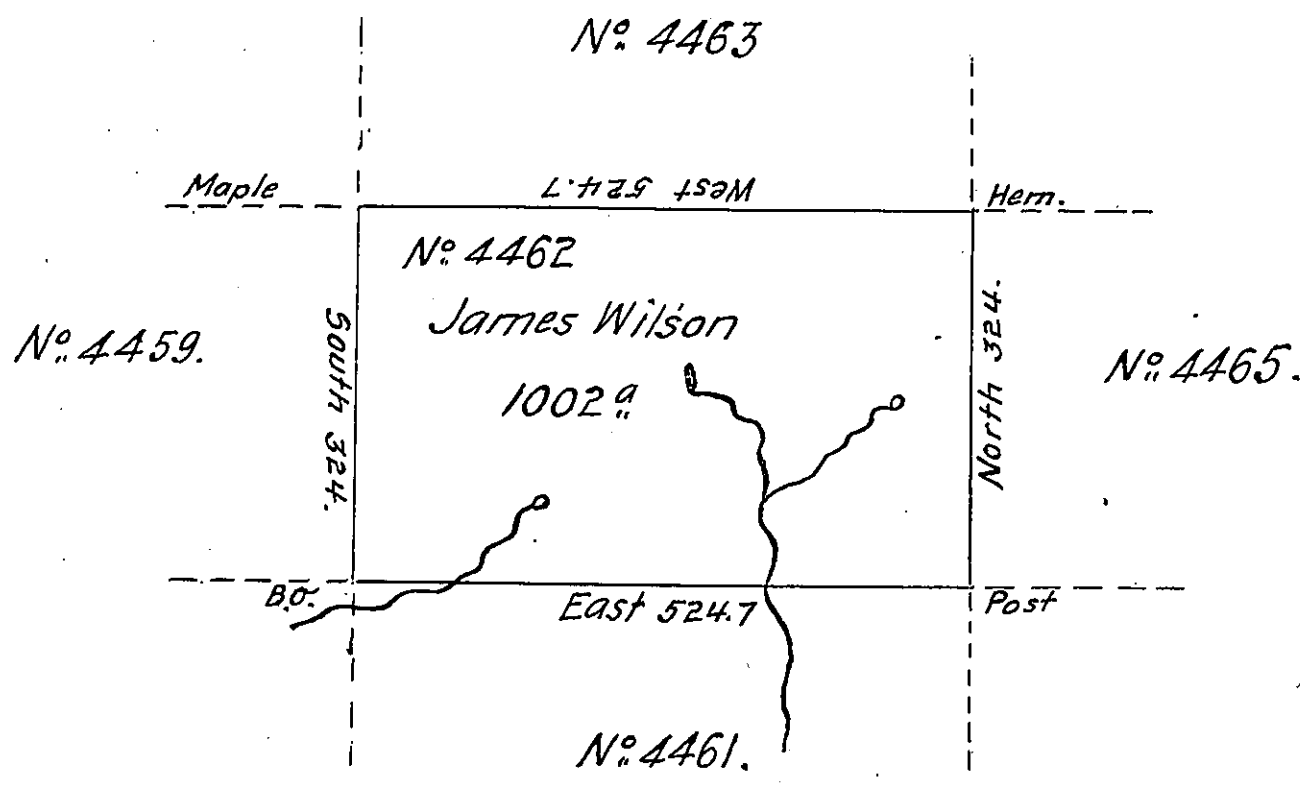 No. 4463
Maple
West 524.7
Hem.
No. 4462
James Wilson
1002 a
No. 4459.
South 324.
North 324.
No. 4465.
B.O.
East 524.7
Post
No. 4461.